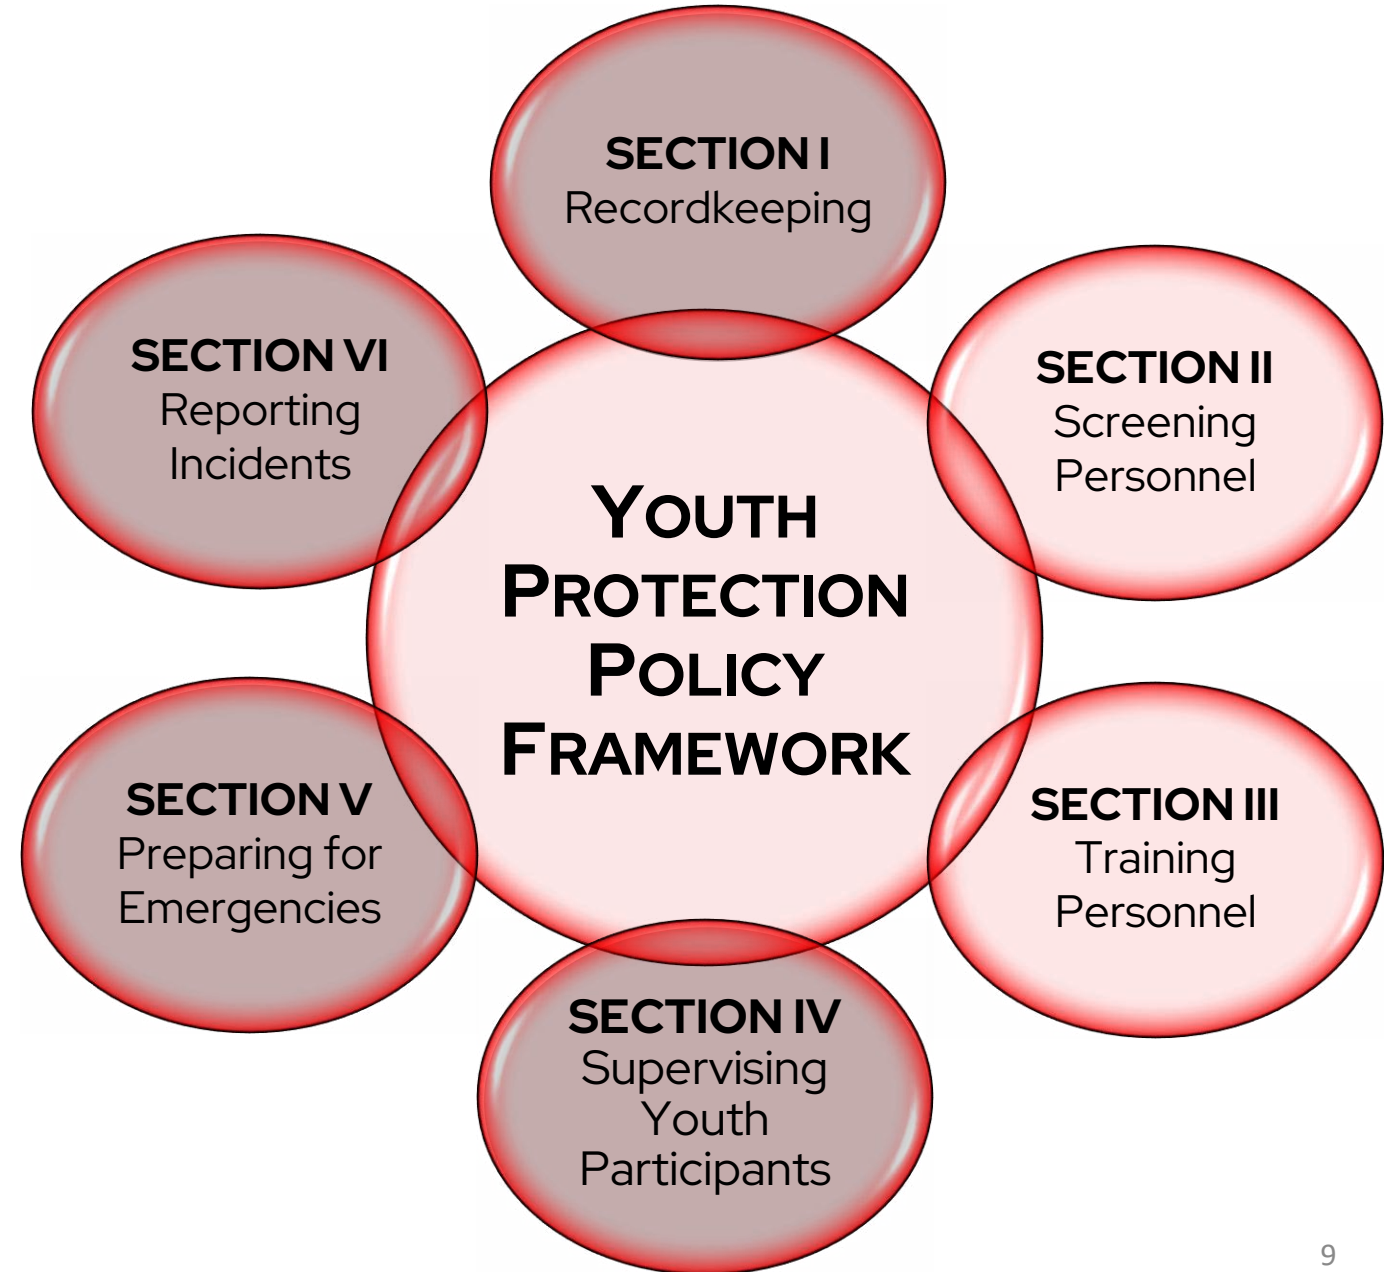 SECTION I
Recordkeeping
SECTION II
Screening
Personnel
SECTION III
Training
Personnel
SECTION IV
Supervising
Youth
Participants
SECTION V
Preparing for
Emergencies
SECTION VI
Reporting
Incidents
YOUTH
PROTECTION
POLICY
FRAMEWORK
9